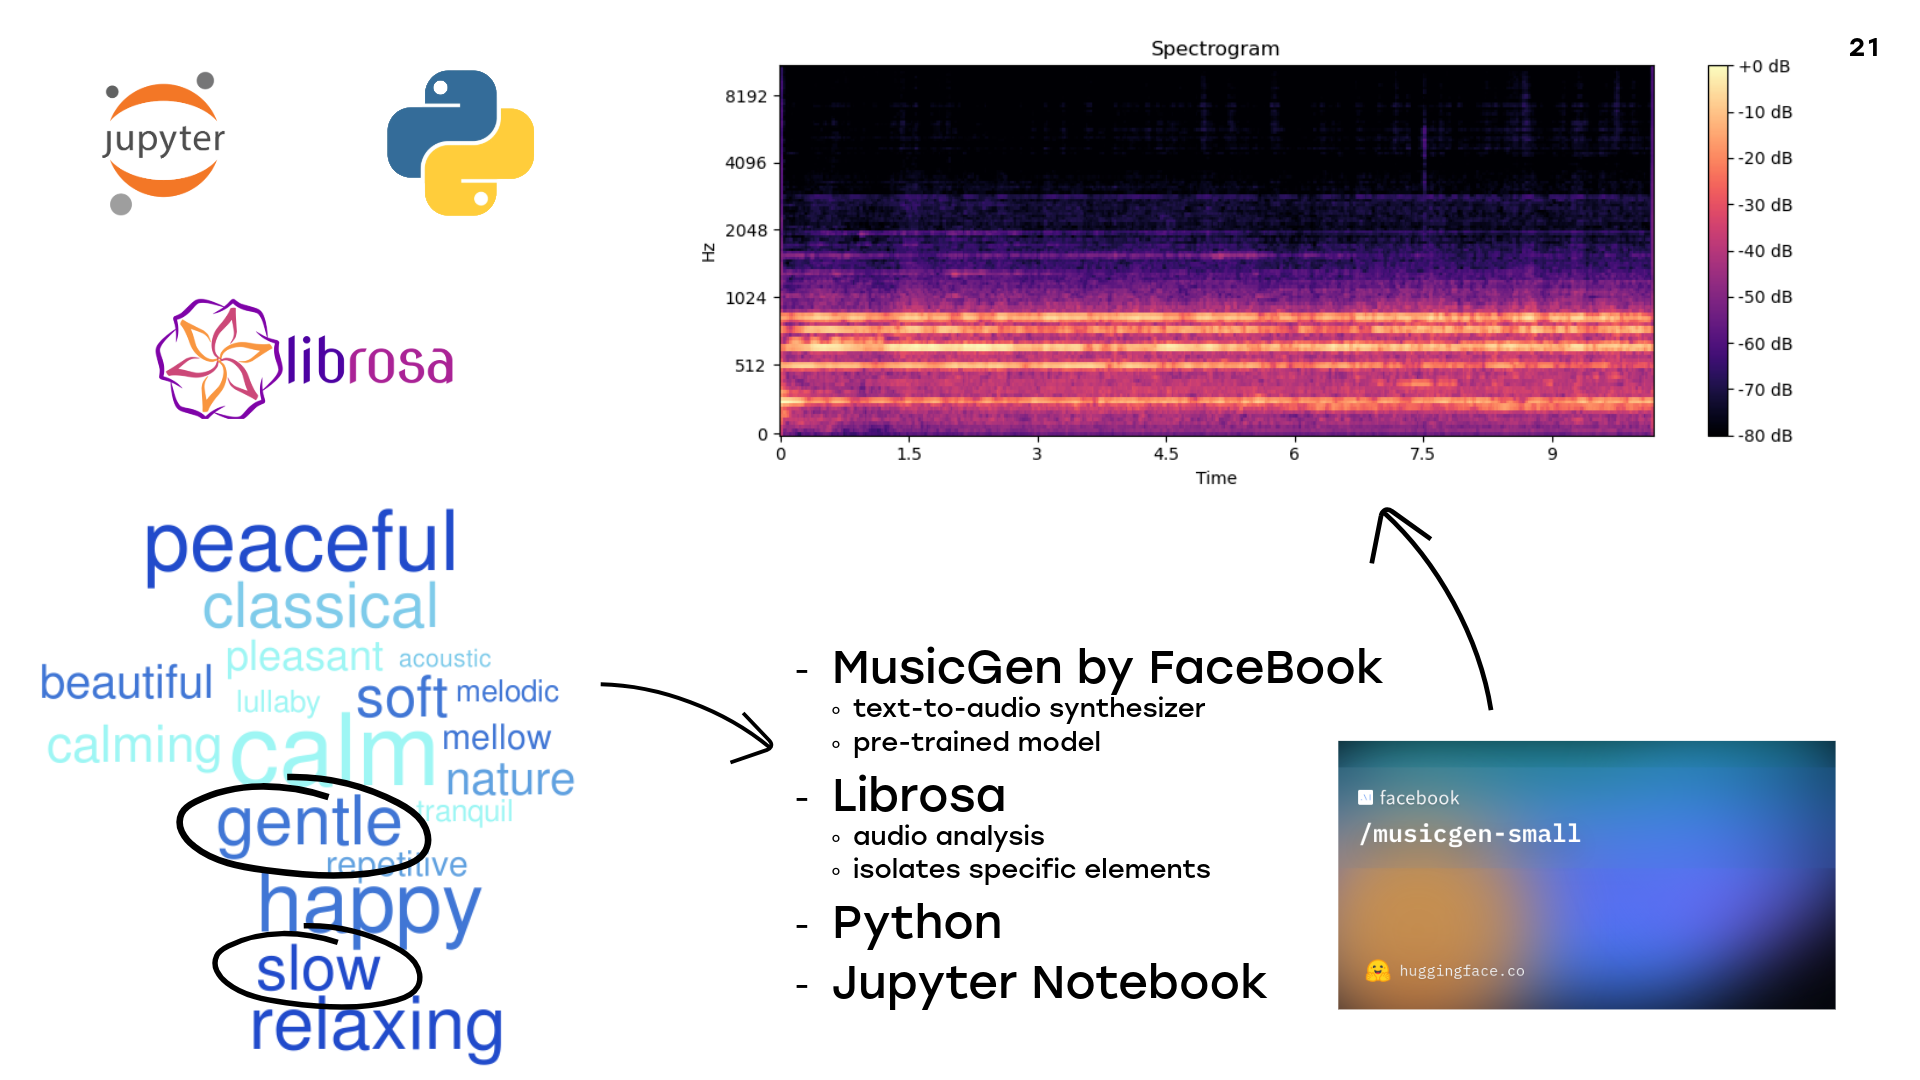 21
jupyter
librosa
Spectrogram
Hz
8192
4096
2048
1024
512
0
0 1.5 3 4.5 6 7.5 9
Time
+0 dB
-10 dB
-20 dB
-30 dB
-40 dB
-50 dB
-60 dB
-70 dB
-80 dB
peaceful
classical
pleasant acoustic
beautiful
lullaby soft melodic
calming calm mellow
nature
gentle tranquil
repetitive
happy
slow
relaxing
- MusicGen by FaceBook
◦ text-to-audio synthesizer
◦ pre-trained model
- Librosa
◦ audio analysis
◦ isolates specific elements
- Python
- Jupyter Notebook
facebook
/musicgen-small
huggingface.co